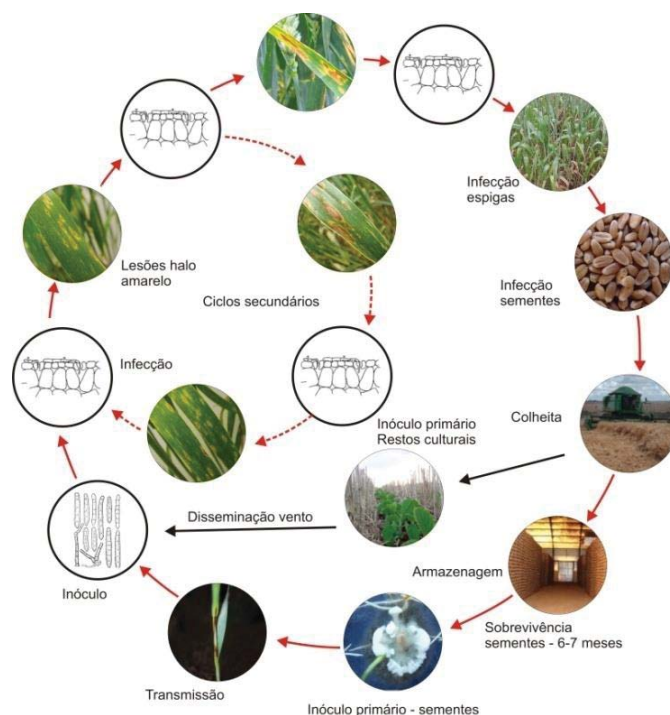 Infecção
espigas
Lesões halo
amarelo
Infecção
sementes
Ciclos secundários
Infecção
Inóculo primário
Restos culturais
Colheita
Disseminação vento
Armazenagem
Inóculo
Sobrevivência
sementes - 6-7 meses
Transmissão
Inóculo primário - sementes